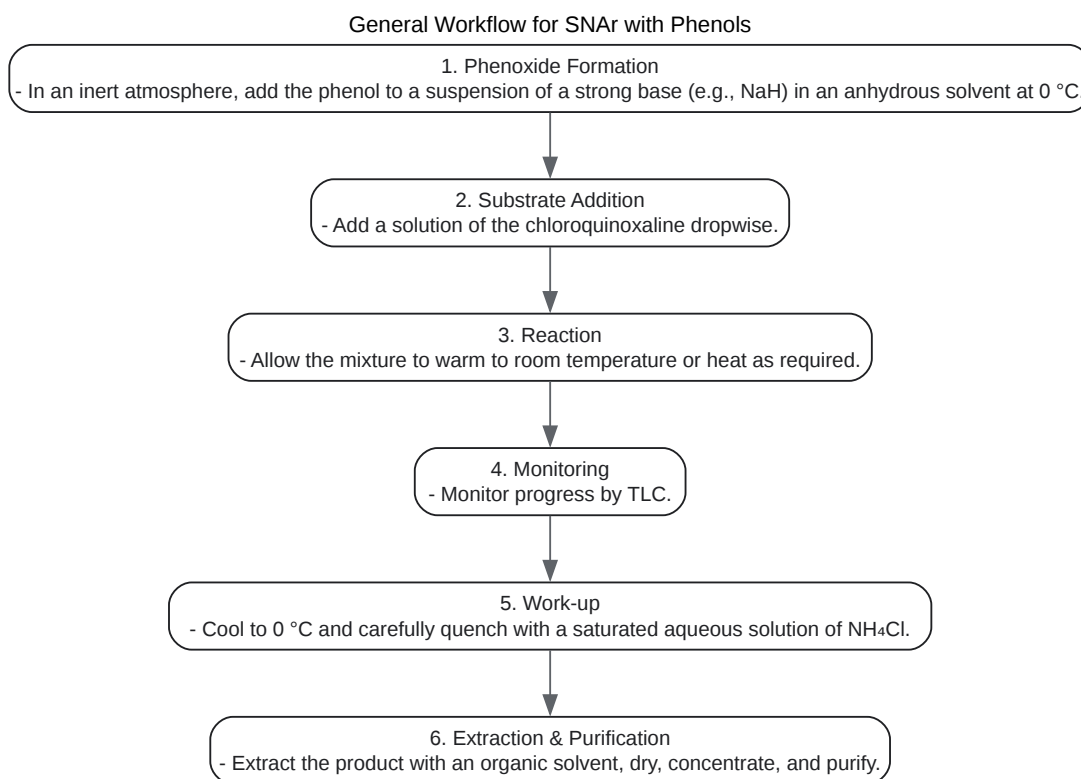 General Workflow for SNAr with Phenols
1. Phenoxide Formation
- In an inert atmosphere, add the phenol to a suspension of a strong base (e.g., NaH) in an anhydrous solvent at 0 °C.
2. Substrate Addition
- Add a solution of the chloroquinoxaline dropwise.
3. Reaction
- Allow the mixture to warm to room temperature or heat as required.
4. Monitoring
- Monitor progress by TLC.
5. Work-up
- Cool to 0 °C and carefully quench with a saturated aqueous solution of NH₄Cl.
6. Extraction & Purification
- Extract the product with an organic solvent, dry, concentrate, and purify.